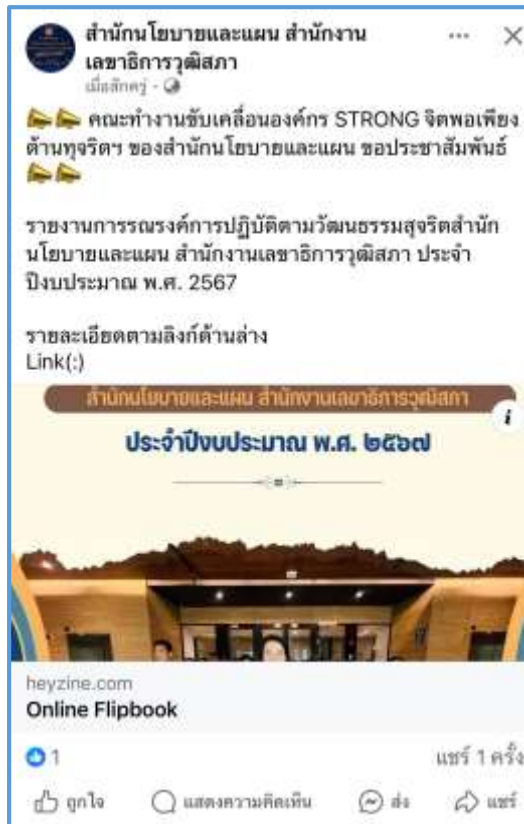 สำนักนโยบายและแผน สำนักงาน
เลขาธิการวุฒิสภา
เมื่อสักครู่ ·
คณะทำงานขับเคลื่อนองค์กร STRONG จิตพอเพียง
ต้านทุจริตฯ ของสำนักนโยบายและแผน ขอประชาสัมพันธ์
รายงานการรณรงค์การปฏิบัติตามวัฒนธรรมสุจริตสำนัก
นโยบายและแผน สำนักงานเลขาธิการวุฒิสภา ประจำ
ปีงบประมาณ พ.ศ. 2567
รายละเอียดตามลิงก์ด้านล่าง
Link(:)
สำนักนโยบายและแผน สำนักงานเลขาธิการวุฒิสภา
ประจำปีงบประมาณ พ.ศ. ๒๕๖๗
heyzine.com
Online Flipbook
1
แชร์ 1 ครั้ง
ถูกใจ
แสดงความคิดเห็น
ส่ง
แชร์